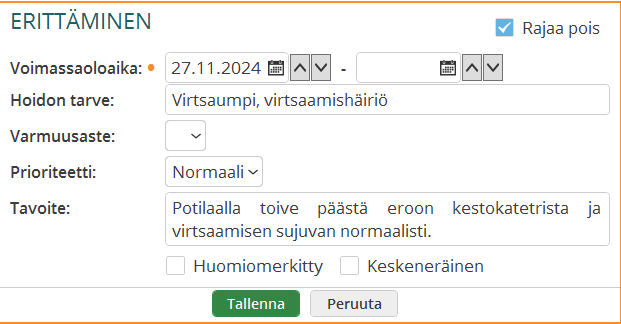 ERITTÄMINEN
Rajaa pois
Voimassaoloaika: • 27.11.2024 -
Hoidon tarve: Virtsaumpi, virtsaamishäiriö
Varmuusaste:
Prioriteetti: Normaali
Tavoite: Potilaalla toive päästä eroon kestokatetrista ja
virtsaamisen sujuvan normaalisti.
Huomiomerkitty Keskeneräinen
Tallenna Peruuta